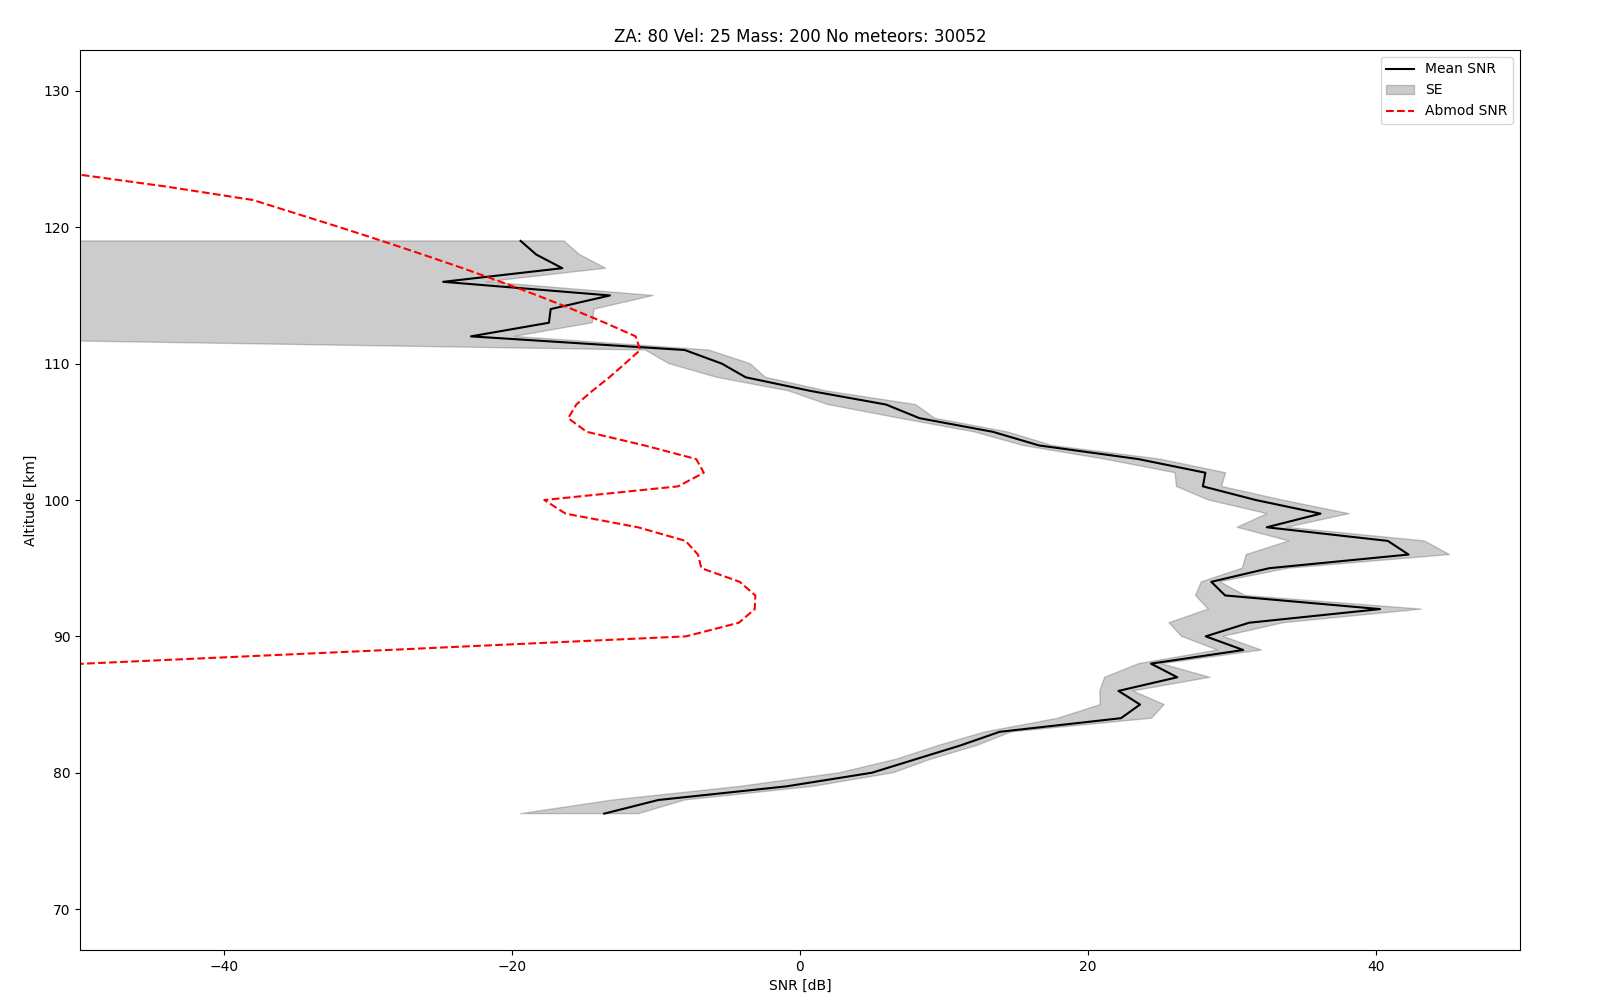 ZA: 80 Vel: 25 Mass: 200 No meteors: 30052
Mean SNR
SE
Abmod SNR
130
120
110
100
90
80
70
Altitude [km]
−40
−20
0
20
40
SNR [dB]